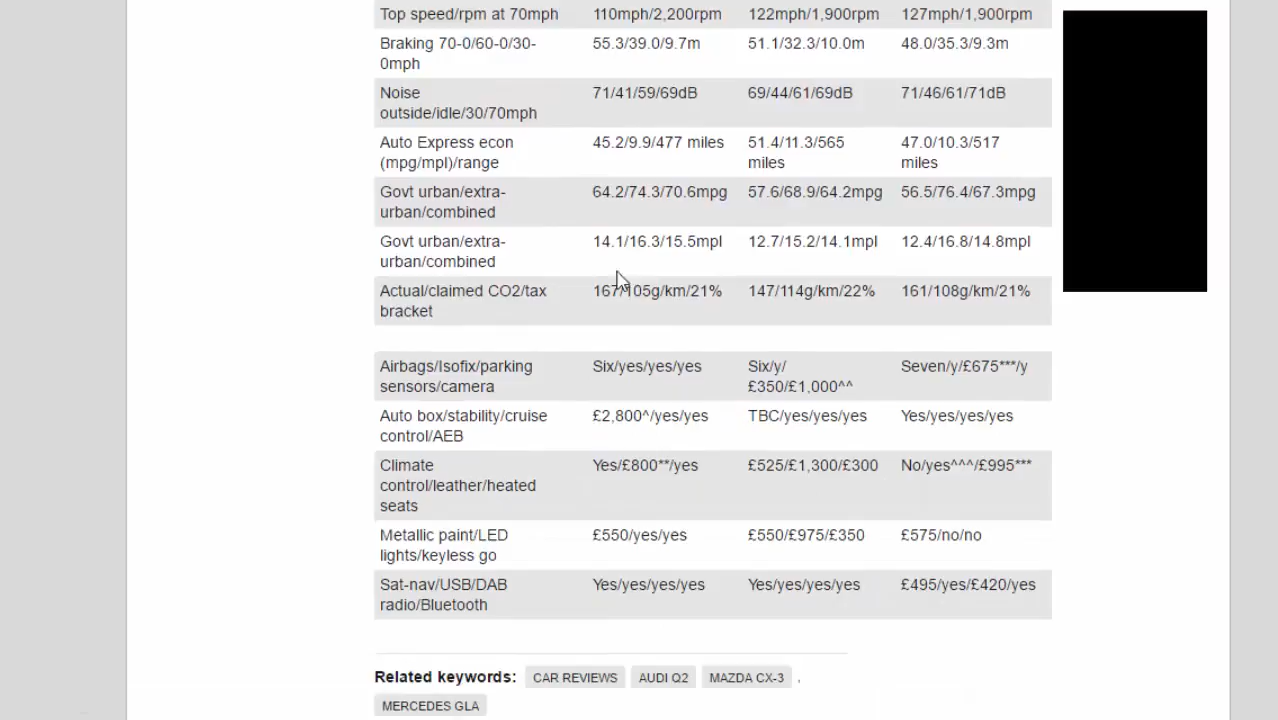 Top speed/rpm at 70mph 110mph/2,200rpm 122mph/1,900rpm 127mph/1,900rpm
Braking 70-0/60-0/30- 55.3/39.0/9.7m 51.1/32.3/10.0m 48.0/35.3/9.3m
0mph
Noise 71/41/59/69dB 69/44/61/69dB 71/46/61/71dB
outside/idle/30/70mph
Auto Express econ 45.2/9.9/477 miles 51.4/11.3/565 47.0/10.3/517
(mpg/mpl)/range miles miles
Govt urban/extra- 64.2/74.3/70.6mpg 57.6/68.9/64.2mpg 56.5/76.4/67.3mpg
urban/combined
Govt urban/extra- 14.1/16.3/15.5mpl 12.7/15.2/14.1mpl 12.4/16.8/14.8mpl
urban/combined
Actual/claimed CO2/tax 167/105g/km/21% 147/114g/km/22% 161/108g/km/21%
bracket
Airbags/Isofix/parking Six/yes/yes/yes Six/y/ Seven/y/£675***/y
sensors/camera £350/£1,000^^
Auto box/stability/cruise £2,800^/yes/yes TBC/yes/yes/yes Yes/yes/yes/yes
control/AEB
Climate Yes/£800**/yes £525/£1,300/£300 No/yes^^^/£995***
control/leather/heated
seats
Metallic paint/LED £550/yes/yes £550/£975/£350 £575/no/no
lights/keyless go
Sat-nav/USB/DAB Yes/yes/yes/yes Yes/yes/yes/yes £495/yes/£420/yes
radio/Bluetooth
Related keywords: CAR REVIEWS AUDI Q2 MAZDA CX-3 ,
MERCEDES GLA